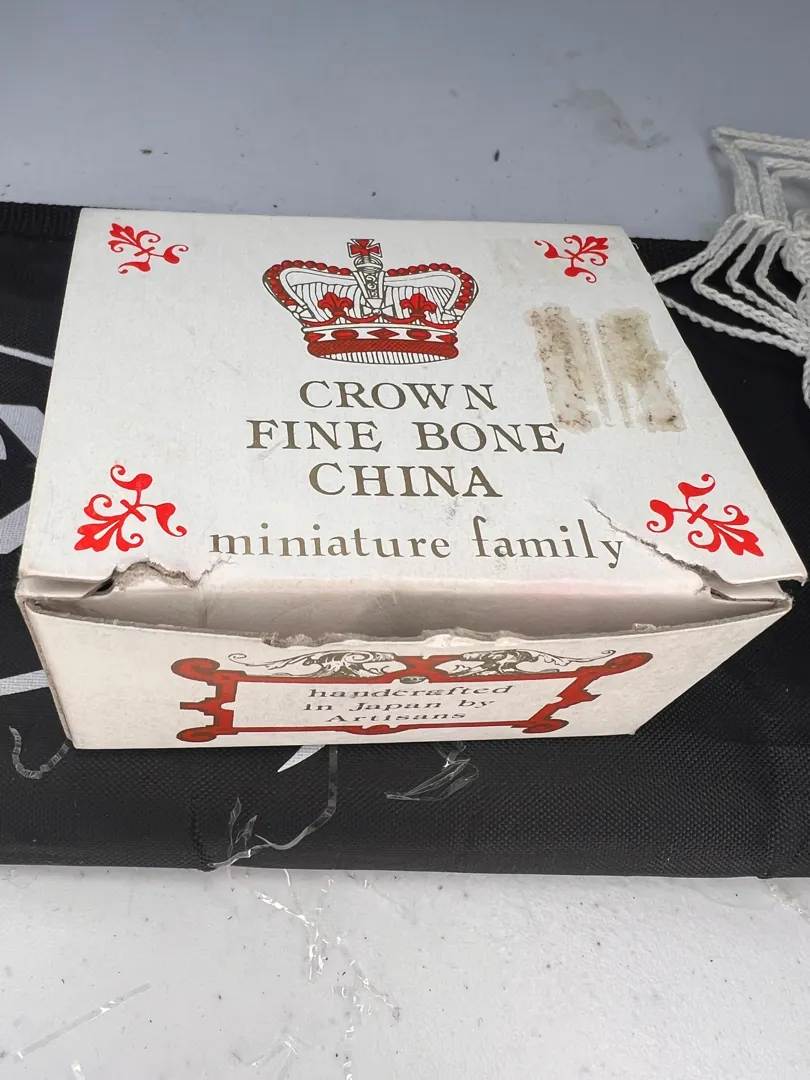 CROWN
FINE BONE
CHINA
miniature family
handcrafted
in Japan by
Artisans